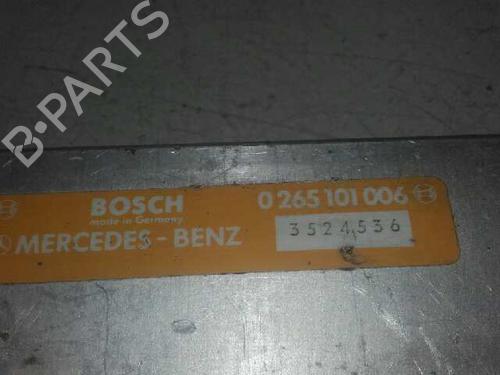 B-PARTS
BOSCH
made in Germany
0 265 101 006
MERCEDES-BENZ
3524536